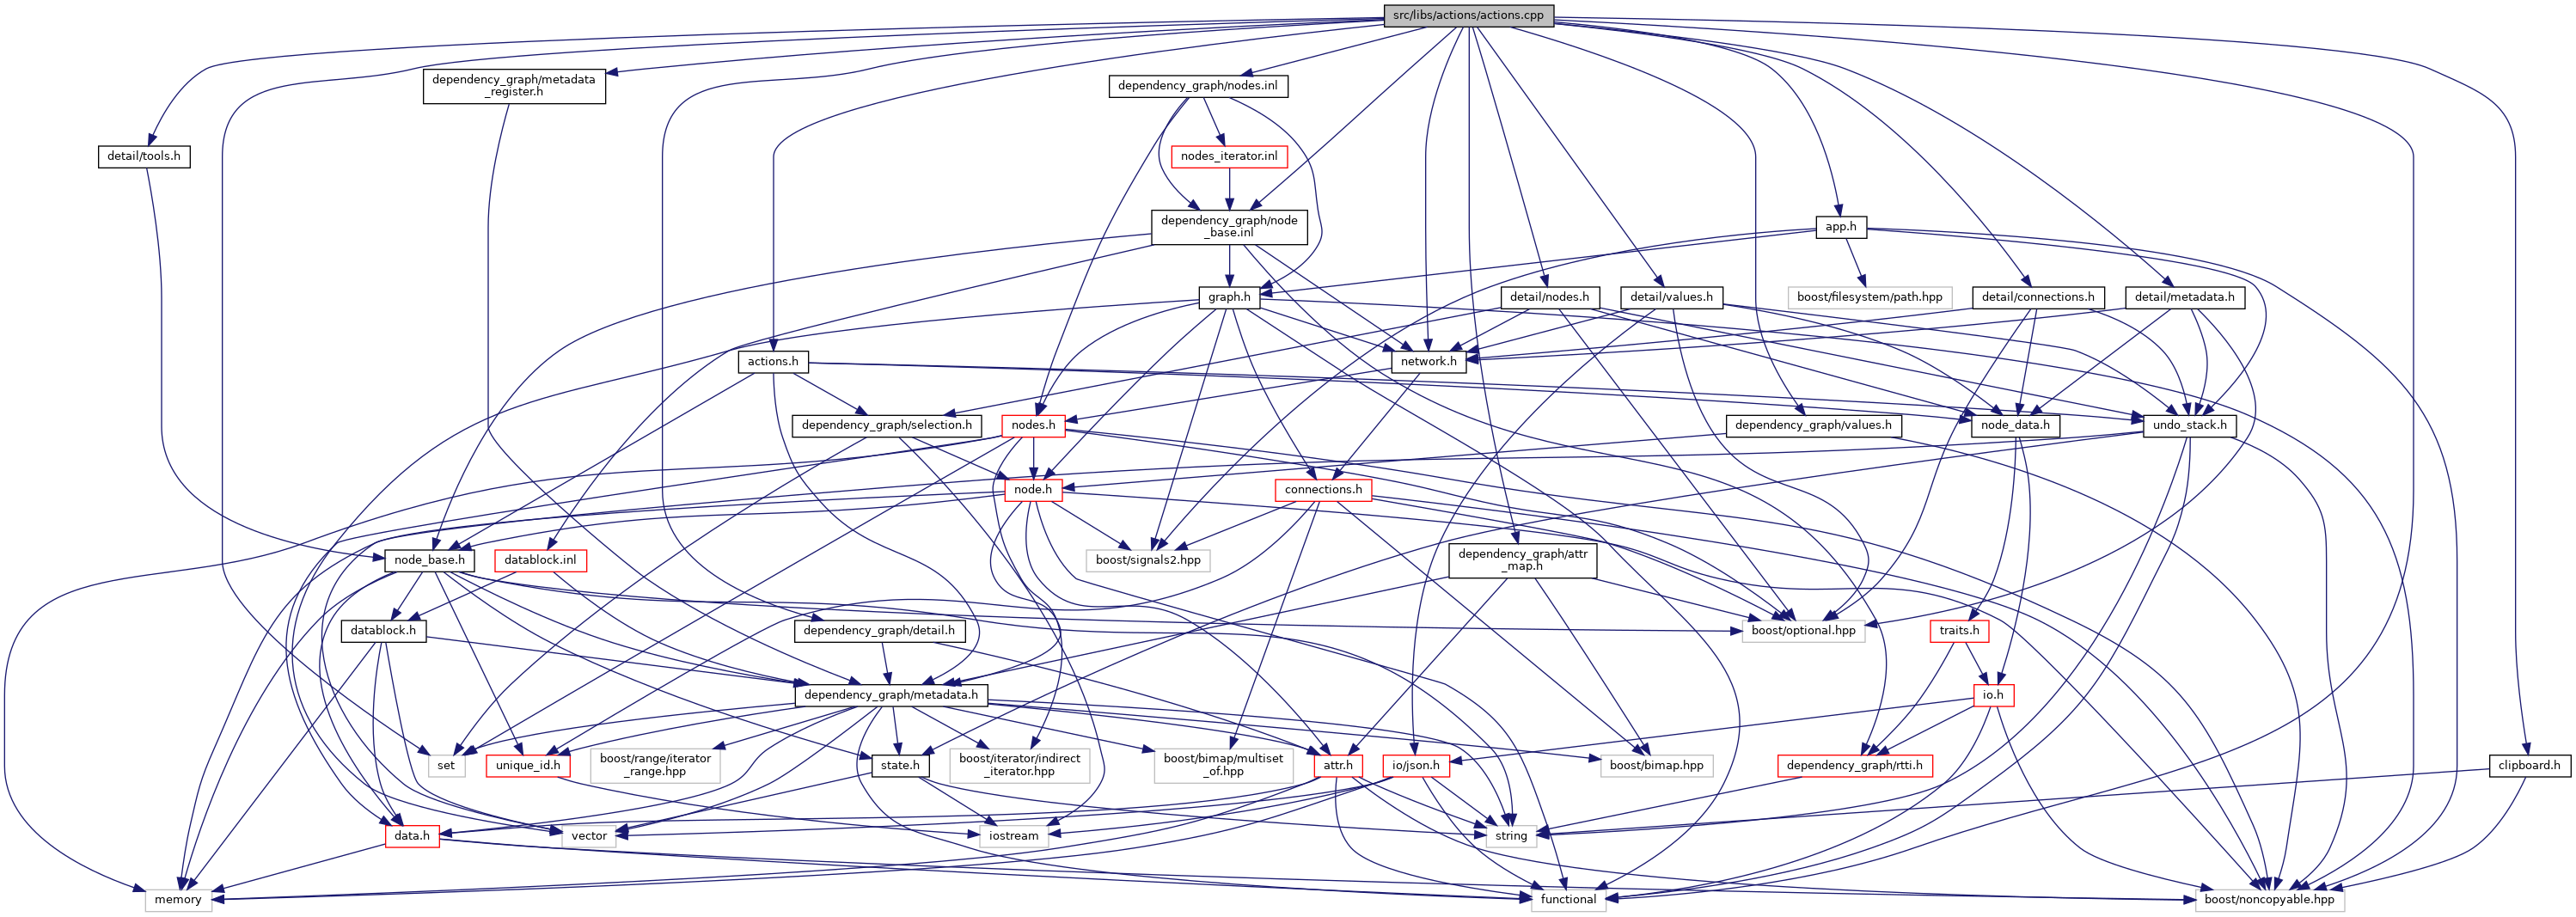 src/libs/actions/actions.cpp
dependency_graph/metadata
_register.h
dependency_graph/nodes.inl
detail/tools.h
nodes_iterator.inl
dependency_graph/node
_base.inl
app.h
graph.h
detail/nodes.h
detail/values.h
boost/filesystem/path.hpp
detail/connections.h
detail/metadata.h
actions.h
network.h
dependency_graph/selection.h
nodes.h
dependency_graph/values.h
node_data.h
undo_stack.h
node.h
connections.h
node_base.h
datablock.inl
boost/signals2.hpp
dependency_graph/attr
_map.h
datablock.h
dependency_graph/detail.h
boost/optional.hpp
traits.h
dependency_graph/metadata.h
io.h
set
unique_id.h
boost/range/iterator
_range.hpp
state.h
boost/iterator/indirect
_iterator.hpp
boost/bimap/multiset
_of.hpp
attr.h
io/json.h
boost/bimap.hpp
dependency_graph/rtti.h
clipboard.h
data.h
vector
iostream
string
memory
functional
boost/noncopyable.hpp